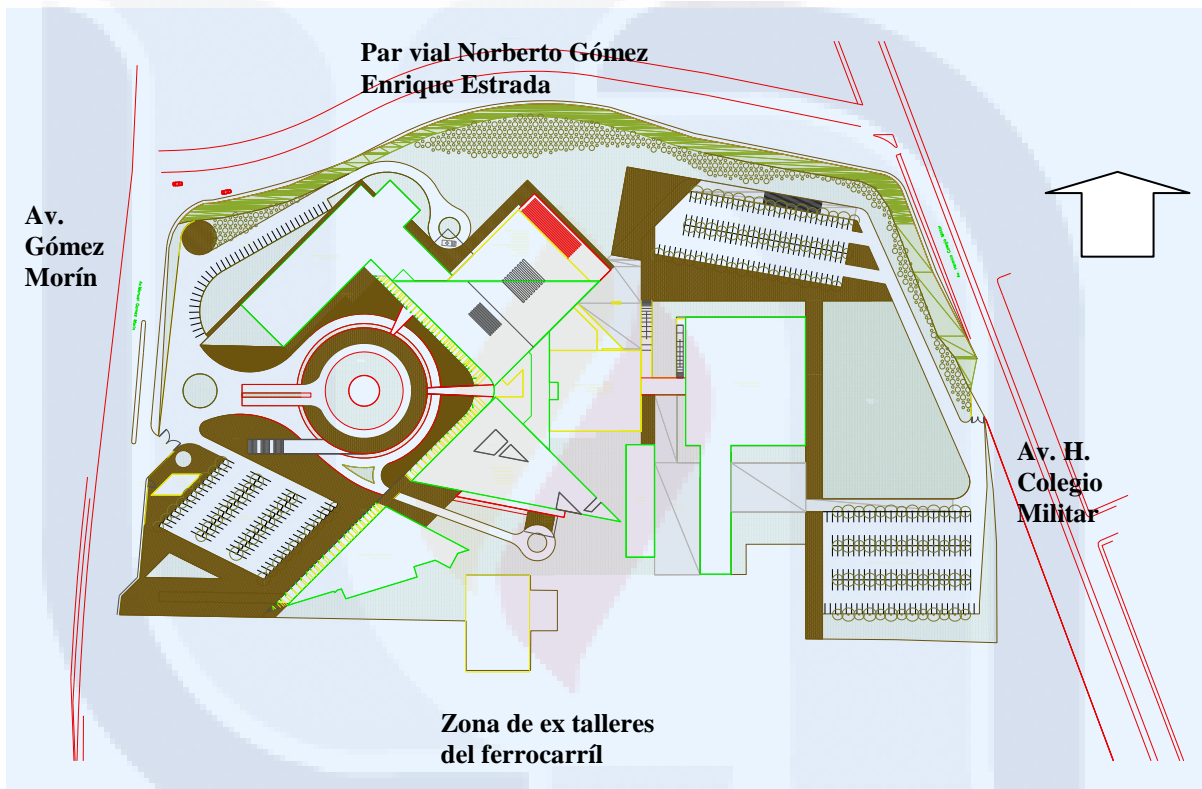 Par vial Norberto Gómez
Enrique Estrada
Av.
Gómez
Morín
Av. H.
Colegio
Militar
Zona de ex talleres
del ferrocarríl